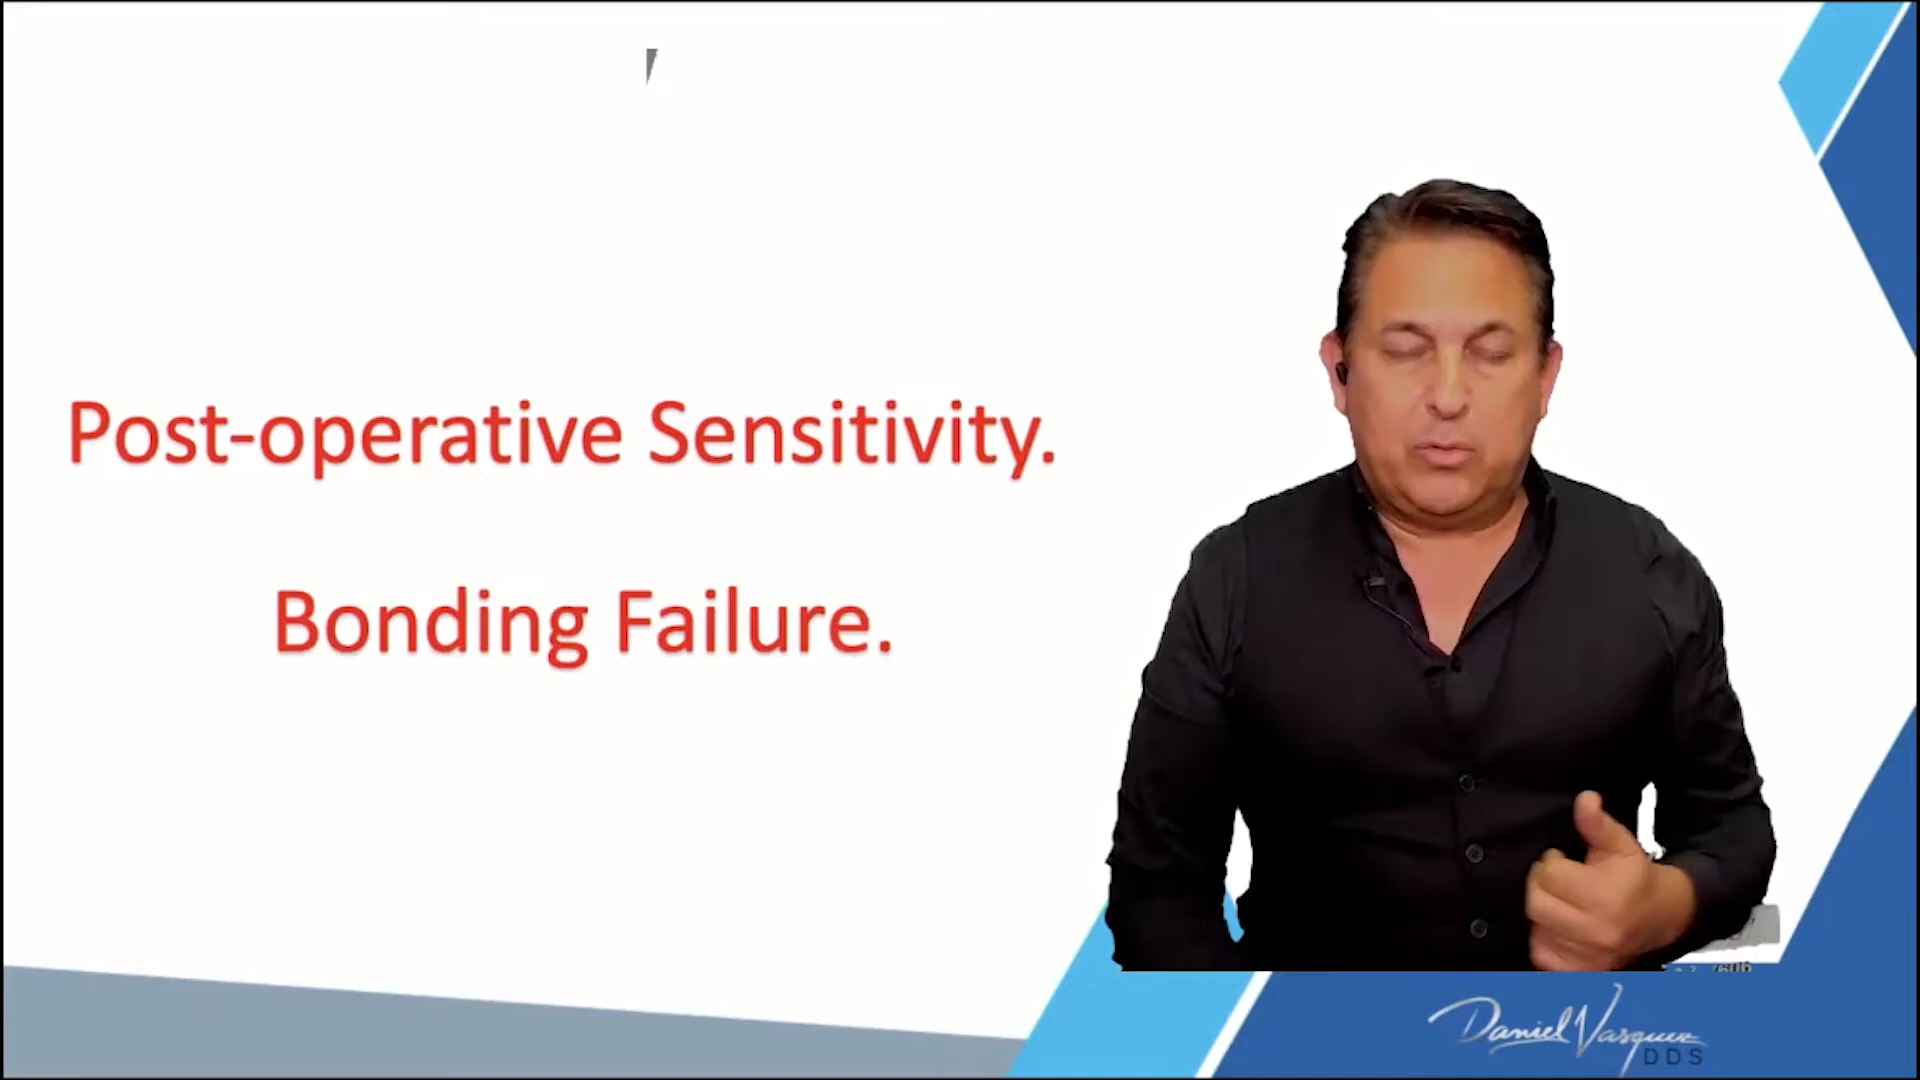 Post-operative Sensitivity.
Bonding Failure.
Daniel Vasquez
DDS